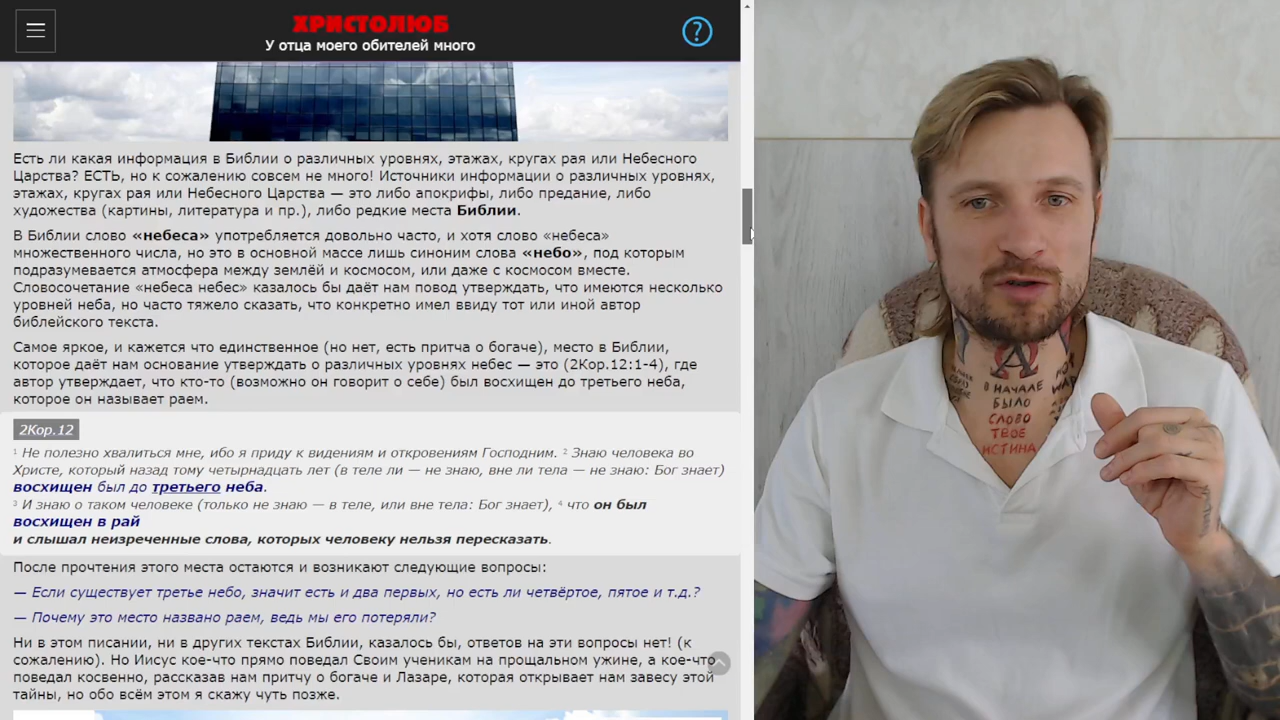 ХРИСТОЛЮБ
У отца моего обителей много
?
Есть ли какая информация в Библии о различных уровнях, этажах, кругах рая или Небесного
Царства? ЕСТЬ, но к сожалению совсем не много! Источники информации о различных уровнях,
этажах, кругах рая или Небесного Царства — это либо апокрифы, либо предание, либо
художества (картины, литература и пр.), либо редкие места Библии.
В Библии слово «небеса» употребляется довольно часто, и хотя слово «небеса»
множественного числа, но это в основной массе лишь синоним слова «небо», под которым
подразумевается атмосфера между землёй и космосом, или даже с космосом вместе.
Словосочетание «небеса небес» казалось бы даёт нам повод утверждать, что имеются несколько
уровней неба, но часто тяжело сказать, что конкретно имел ввиду тот или иной автор
библейского текста.
Самое яркое, и кажется что единственное (но нет, есть притча о богаче), место в Библии,
которое даёт нам основание утверждать о различных уровнях небес — это (2Кор.12:1-4), где
автор утверждает, что кто-то (возможно он говорит о себе) был восхищен до третьего неба,
которое он называет раем.
2Кор.12
1 Не полезно хвалиться мне, ибо я приду к видениям и откровениям Господним. 2 Знаю человека во
Христе, который назад тому четырнадцать лет (в теле ли — не знаю, вне ли тела — не знаю: Бог знает)
восхищен был до третьего неба.
3 И знаю о таком человеке (только не знаю — в теле, или вне тела: Бог знает), 4 что он был
восхищен в рай
и слышал неизреченные слова, которых человеку нельзя пересказать.
После прочтения этого места остаются и возникают следующие вопросы:
— Если существует третье небо, значит есть и два первых, но есть ли четвёртое, пятое и т.д.?
— Почему это место названо раем, ведь мы его потеряли?
Ни в этом писании, ни в других текстах Библии, казалось бы, ответов на эти вопросы нет! (к
сожалению). Но Иисус кое-что прямо поведал Своим ученикам на прощальном ужине, а кое-что
поведал косвенно, рассказав нам притчу о богаче и Лазаре, которая открывает нам завесу этой
тайны, но обо всём этом я скажу чуть позже.
В НАЧАЛЕ
БЫЛО
СЛОВО
ТВОЕ
ИСТИНА